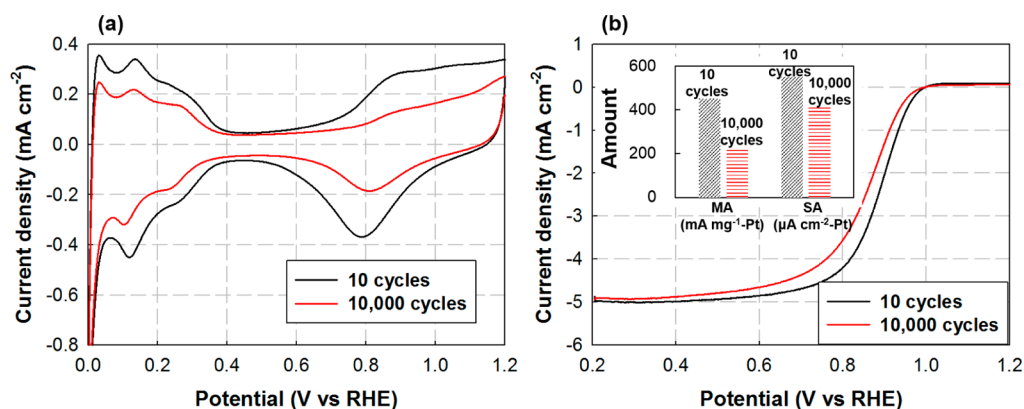 (a)
0.4
0.2
0.0
-0.2
-0.4
-0.6
-0.8
Current density (mA cm⁻²)
0.0 0.2 0.4 0.6 0.8 1.0 1.2
Potential (V vs RHE)
10 cycles
10,000 cycles
(b)
1
0
-1
-2
-3
-4
-5
-6
Current density (mA cm⁻²)
0.2 0.4 0.6 0.8 1.0 1.2
Potential (V vs RHE)
10 cycles
10,000 cycles
600
400
200
0
Amount
10
cycles
10,000
cycles
10
cycles
10,000
cycles
MA SA
(mA mg⁻¹-Pt) (µA cm⁻²-Pt)